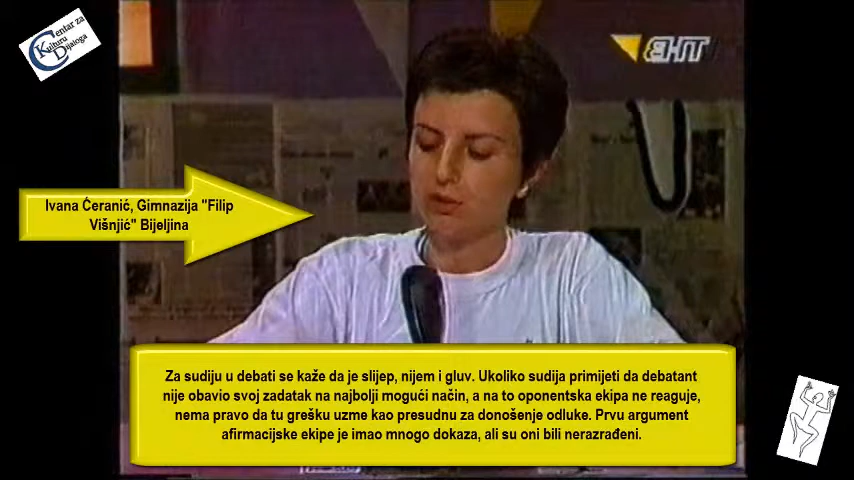 Centar za
Kulturu
Dijaloga
БНТ
Ivana Ćeranić, Gimnazija "Filip
Višnjić" Bijeljina
Za sudiju u debati se kaže da je slijep, nijem i gluv. Ukoliko sudija primijeti da debatant
nije obavio svoj zadatak na najbolji mogući način, a na to oponentska ekipa ne reaguje,
nema pravo da tu grešku uzme kao presudnu za donošenje odluke. Prvu argument
afirmacijske ekipe je imao mnogo dokaza, ali su oni bili nerazrađeni.